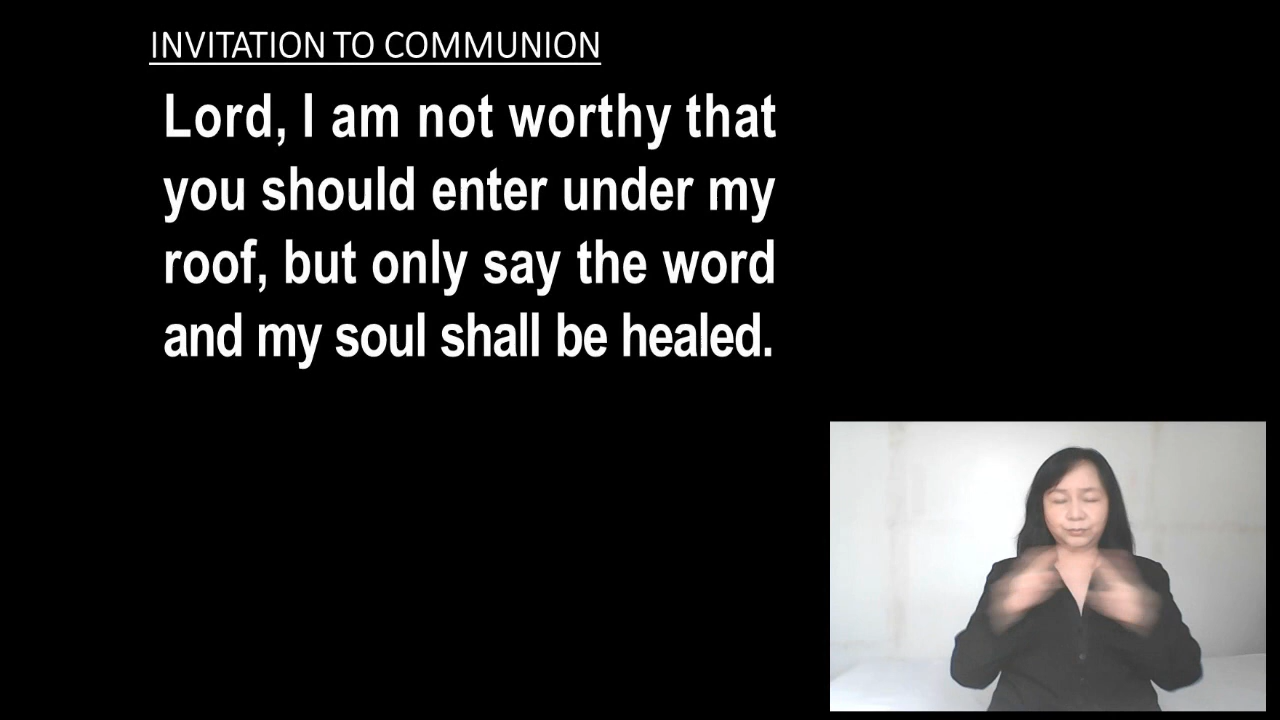 INVITATION TO COMMUNION
Lord, I am not worthy that
you should enter under my
roof, but only say the word
and my soul shall be healed.